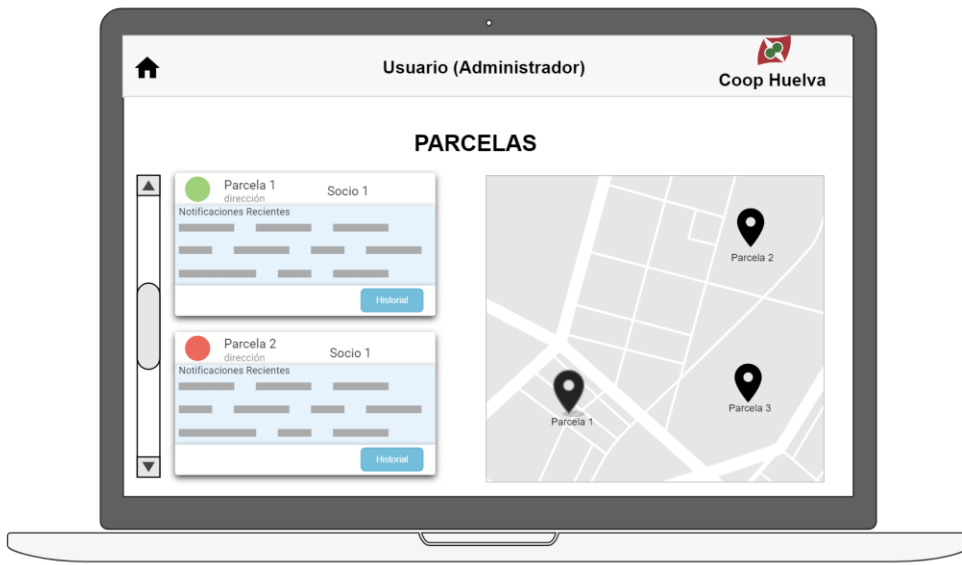 Usuario (Administrador)
Coop Huelva
PARCELAS
Parcela 1
dirección
Socio 1
Notificaciones Recientes
Historial
Parcela 2
dirección
Socio 1
Notificaciones Recientes
Historial
Parcela 2
Parcela 3
Parcela 1